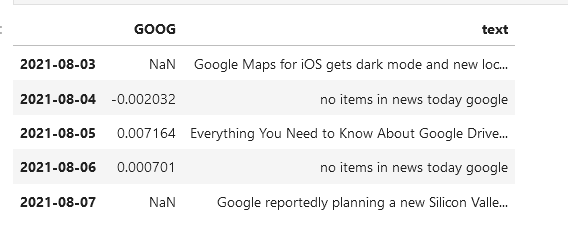 GOOG text
2021-08-03 NaN Google Maps for iOS gets dark mode and new loc...
2021-08-04 -0.002032 no items in news today google
2021-08-05 0.007164 Everything You Need to Know About Google Drive...
2021-08-06 0.000701 no items in news today google
2021-08-07 NaN Google reportedly planning a new Silicon Valle...